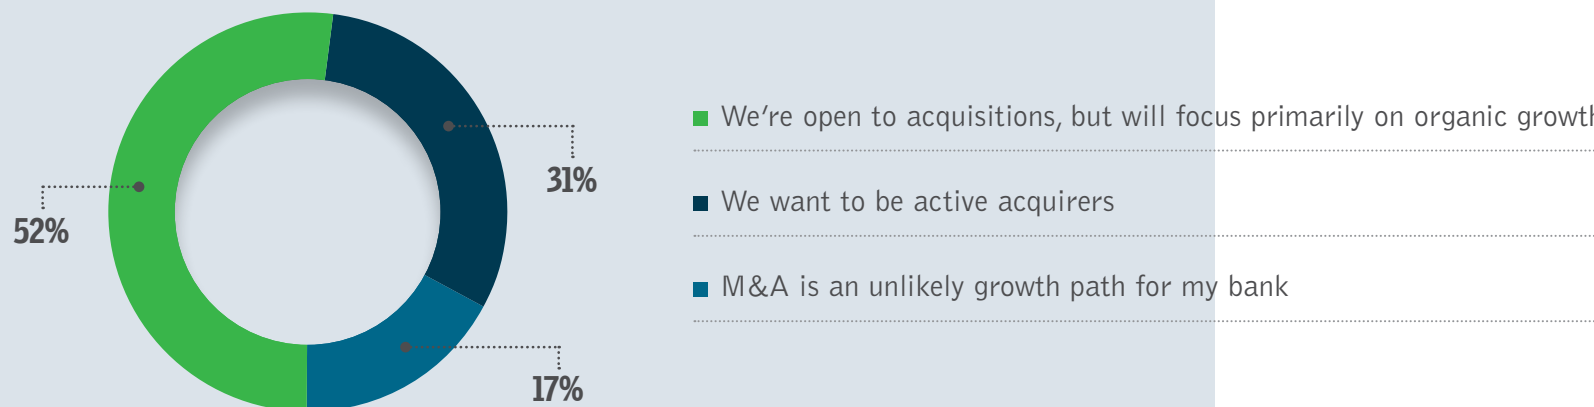 We're open to acquisitions, but will focus primarily on organic growth
31%
We want to be active acquirers
52%
M&A is an unlikely growth path for my bank
17%